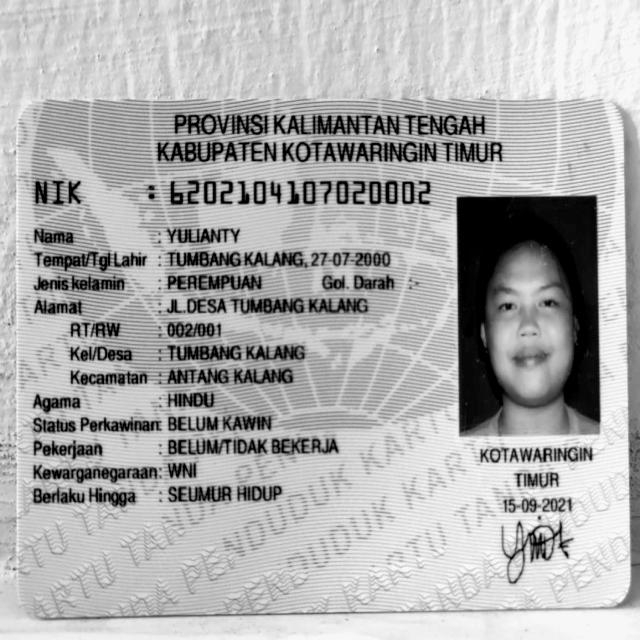 PROVINSI KALIMANTAN TENGAH
KABUPATEN KOTAWARINGIN TIMUR
NIK : 6202104107020002
Nama : YULIANTY
Tempat/Tgl Lahir : TUMBANG KALANG, 27-07-2000
Jenis kelamin : PEREMPUAN Gol. Darah :-
Alamat : JL.DESA TUMBANG KALANG
RT/RW : 002/001
Kel/Desa : TUMBANG KALANG
Kecamatan : ANTANG KALANG
Agama : HINDU
Status Perkawinan: BELUM KAWIN
Pekerjaan : BELUM/TIDAK BEKERJA
Kewarganegaraan: WNI
Berlaku Hingga : SEUMUR HIDUP
KOTAWARINGIN
TIMUR
15-09-2021